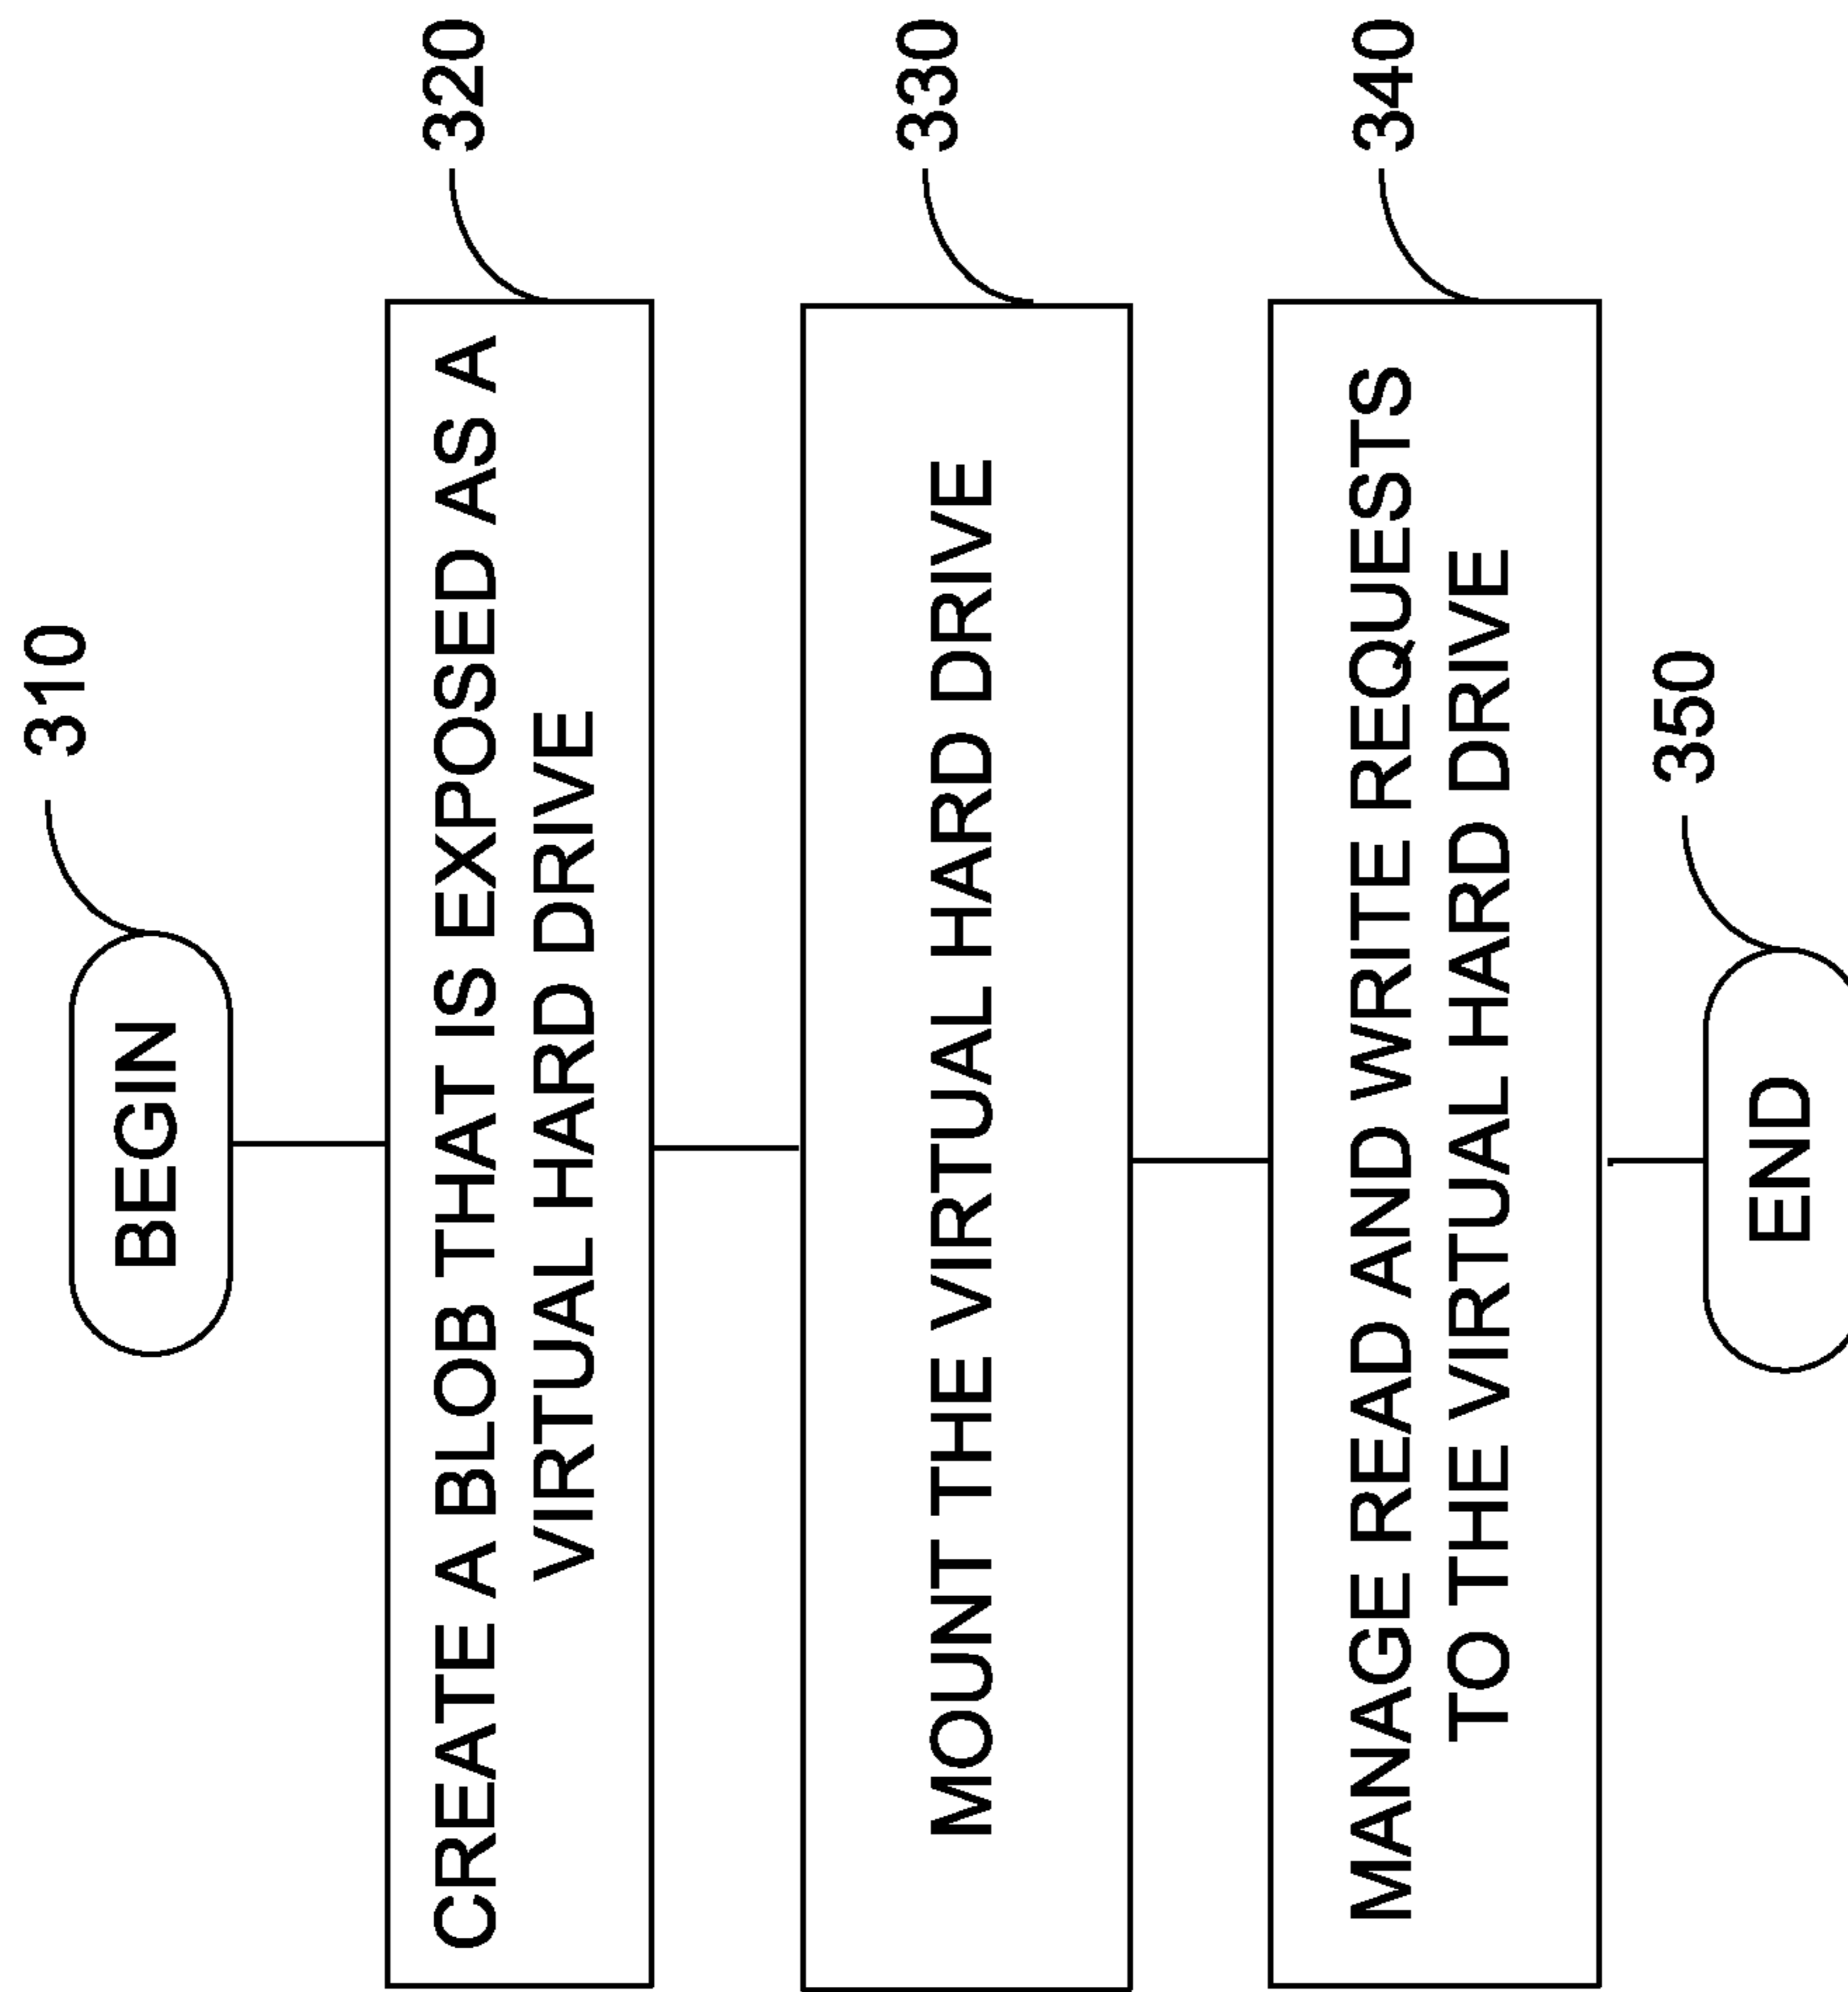 BEGIN
310
CREATE A BLOB THAT IS EXPOSED AS A
VIRTUAL HARD DRIVE
320
MOUNT THE VIRTUAL HARD DRIVE
330
MANAGE READ AND WRITE REQUESTS
TO THE VIRTUAL HARD DRIVE
340
END
350